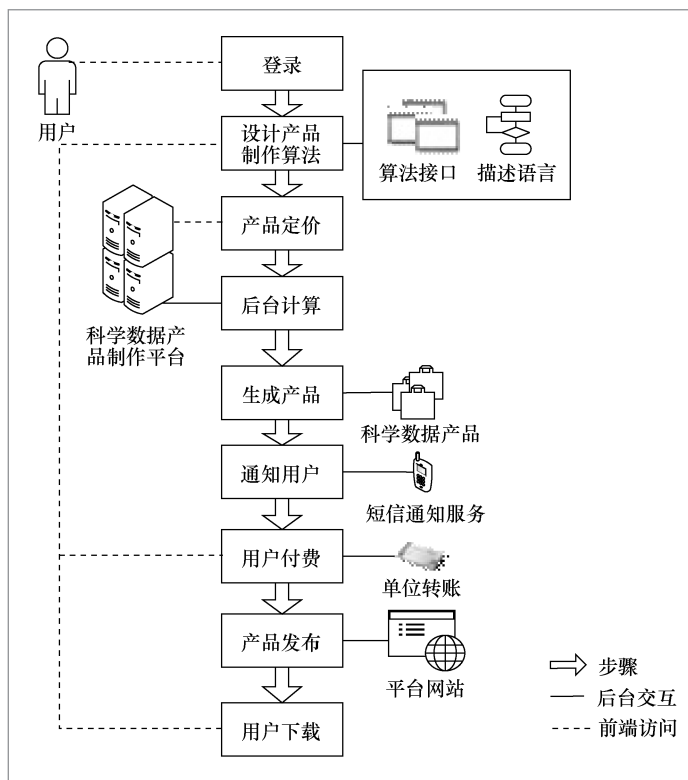 登录
用户
设计产品
制作算法
算法接口
描述语言
产品定价
后台计算
科学数据产
品制作平台
生成产品
科学数据产品
通知用户
短信通知服务
用户付费
单位转账
产品发布
平台网站
用户下载
步骤
后台交互
前端访问